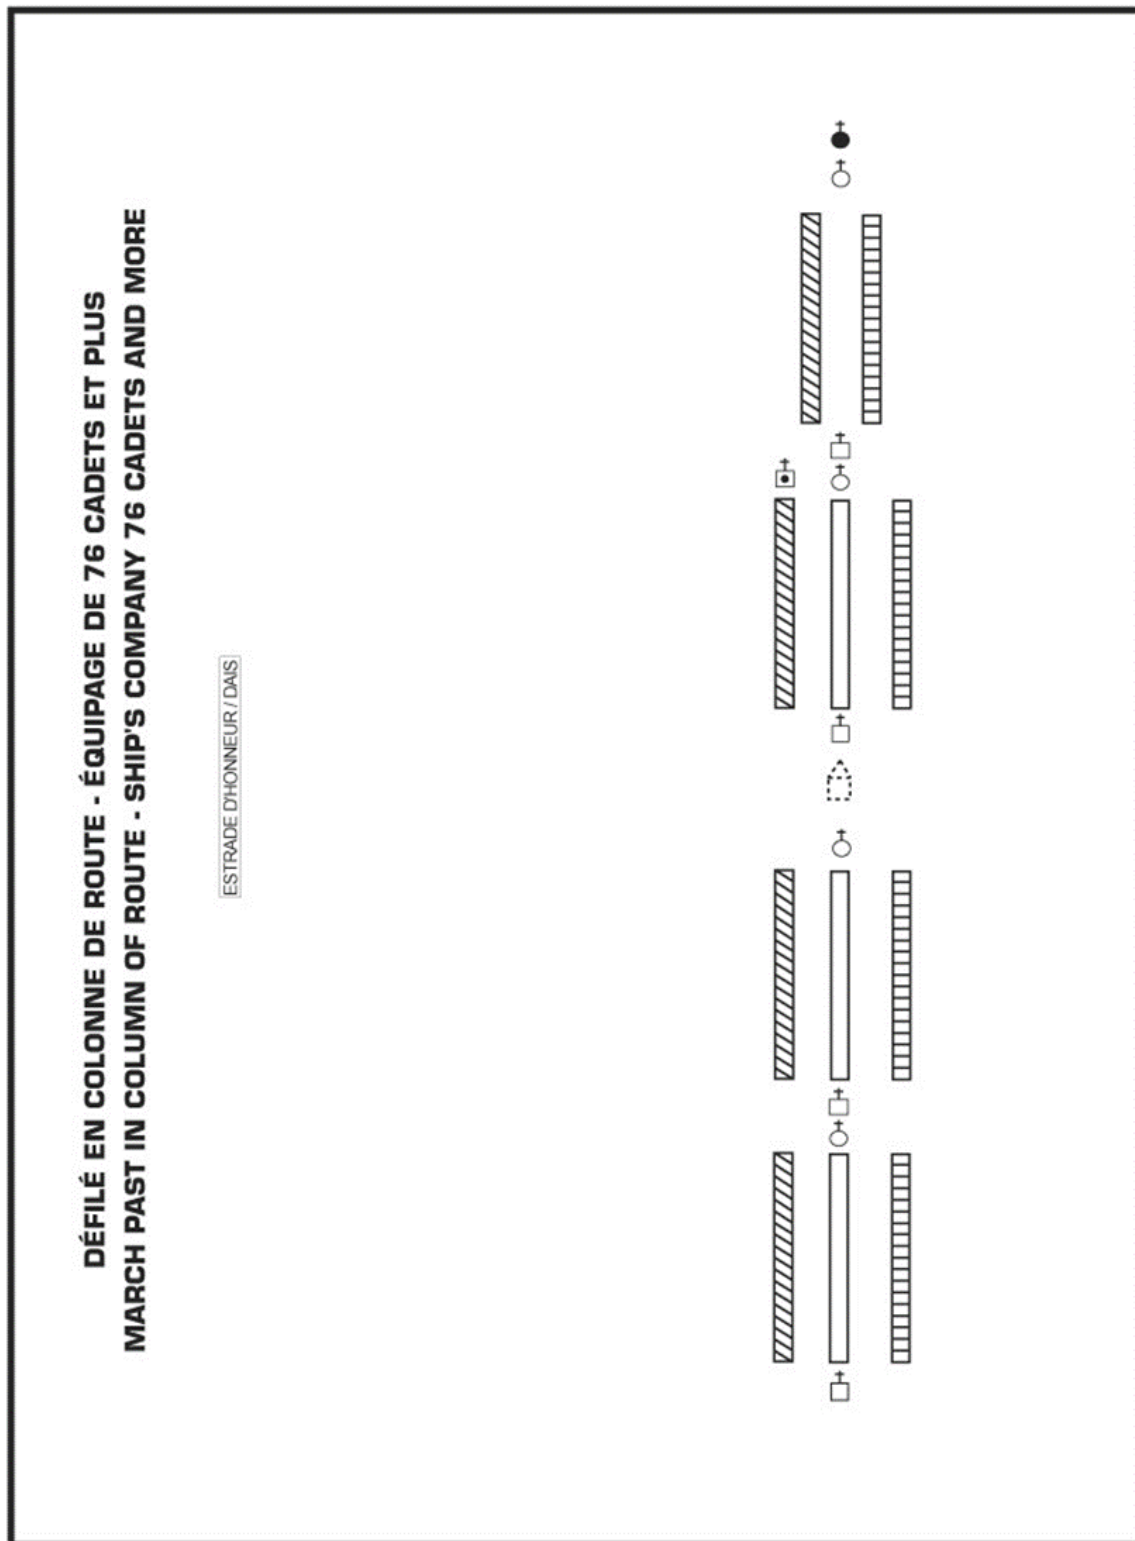 DÉFILÉ EN COLONNE DE ROUTE - ÉQUIPAGE DE 76 CADETS ET PLUS
MARCH PAST IN COLUMN OF ROUTE - SHIP'S COMPANY 76 CADETS AND MORE
ESTRADE D'HONNEUR / DAIS